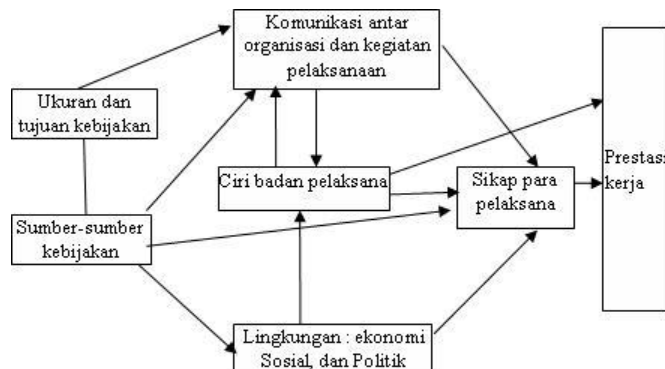 Komunikasi antar
organisasi dan kegiatan
pelaksanaan
Ukuran dan
tujuan kebijakan
Ciri badan pelaksana
Sikap para
pelaksana
Prestasi
kerja
Sumber-sumber
kebijakan
Lingkungan : ekonomi
Sosial, dan Politik